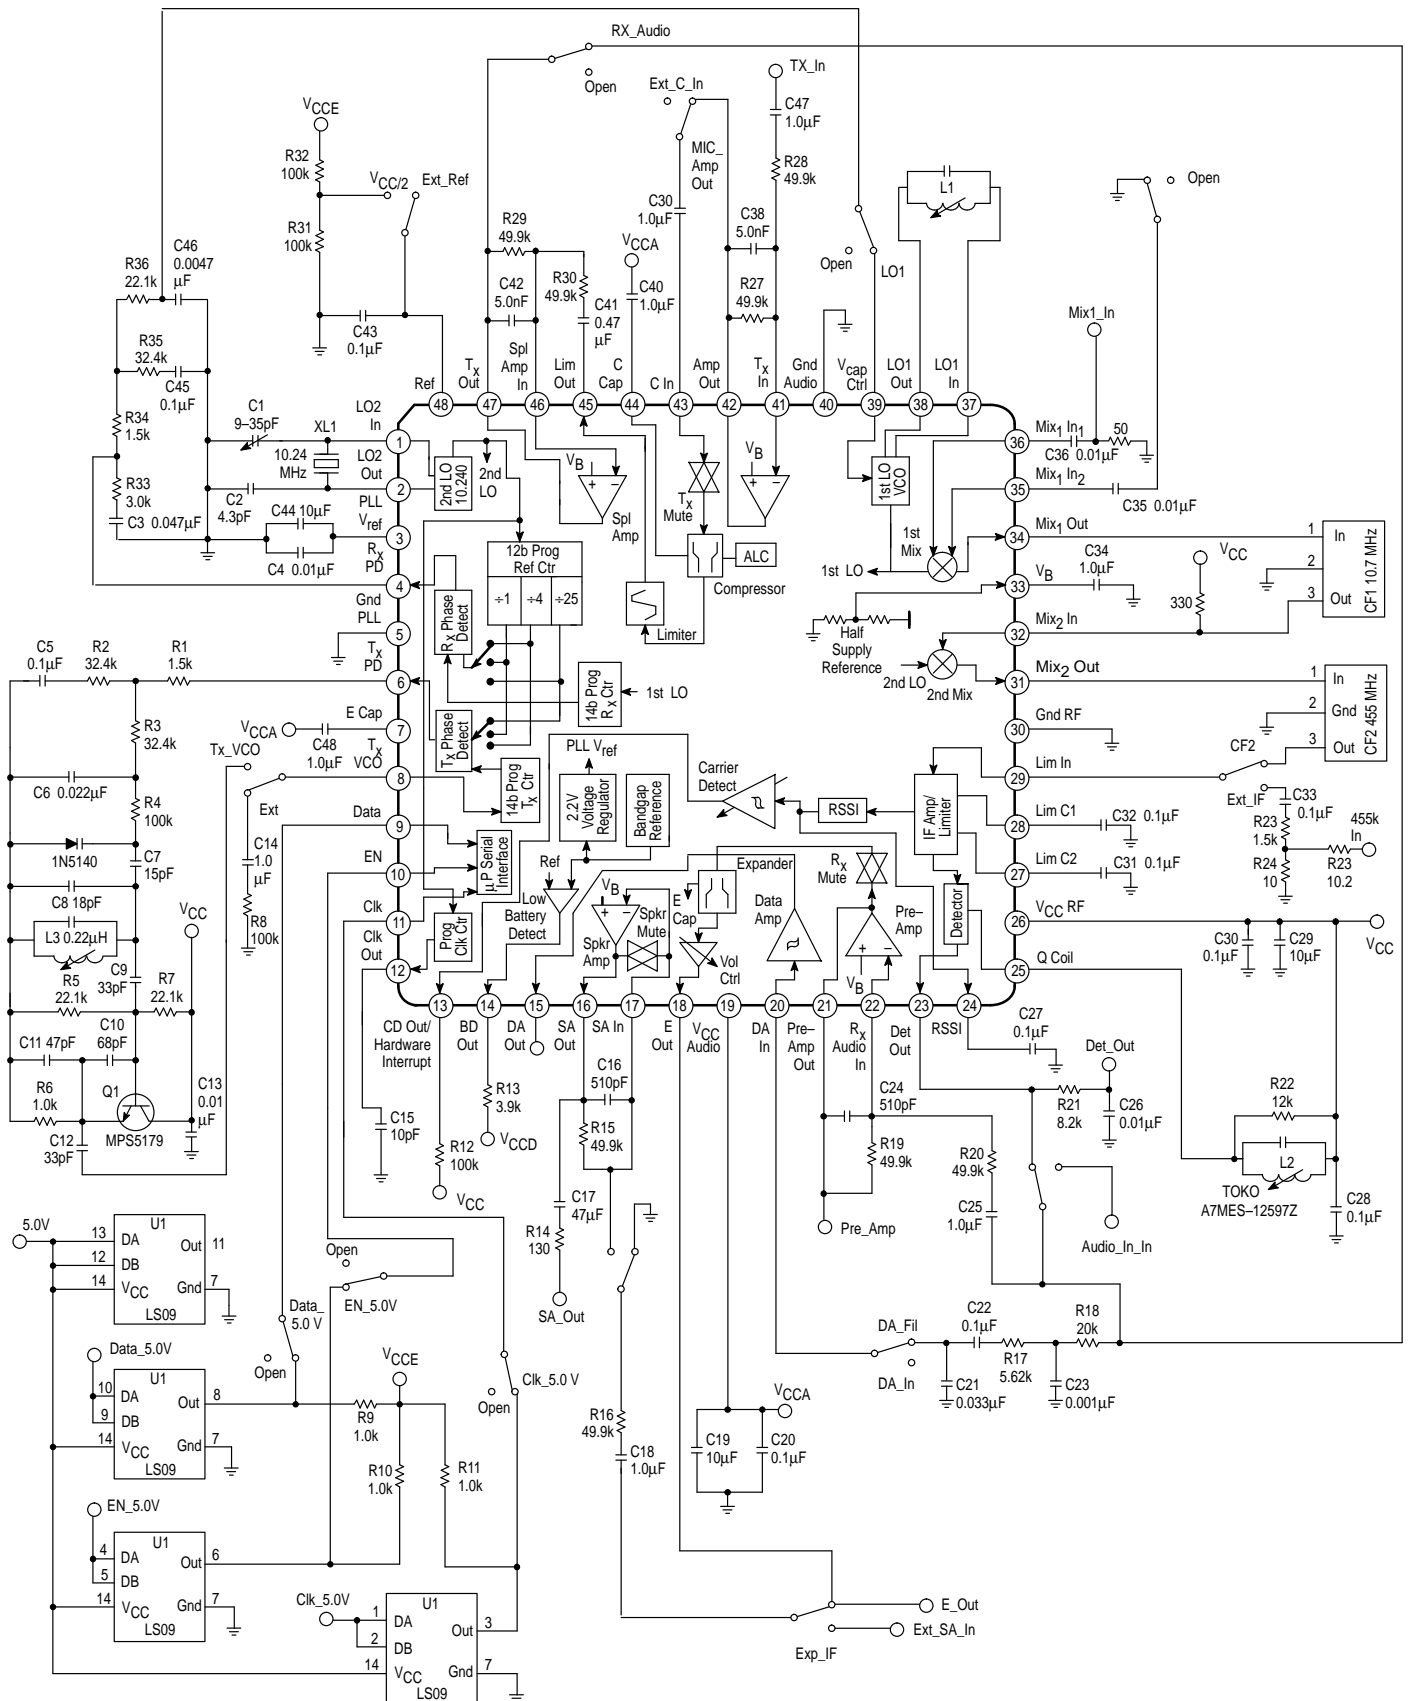 RX_Audio
Open
TX_In
C47
1.0µF
Ext_C_In
MIC_
Amp
Out
R28
49.9k
VCCE
R32
100k
VCC/2
Ext_Ref
R31
100k
C43
0.1µF
R29
49.9k
C42
5.0nF
R30
49.9k
C41
0.47
µF
VCCA
C40
1.0µF
C30
1.0µF
C38
5.0nF
R27
49.9k
Open
LO1
L1
Open
Mix1_In
R36
22.1k
C46
0.0047
µF
R35
32.4k
C45
0.1µF
R34
1.5k
R33
3.0k
C3 0.047µF
C1
9–35pF
XL1
10.24
MHz
C2
4.3pF
C44 10µF
C4 0.01µF
Ref
Tx
Out
Spl
Amp
In
Lim
Out
C
Cap
C In
Amp
Out
Tx
In
Gnd
Audio
Vcap
Ctrl
LO1
Out
LO1
In
48
47
46
45
44
43
42
41
40
39
38
37
LO2
In
1
LO2
Out
2
PLL
Vref
3
Rx
PD
4
Gnd
PLL
5
Tx
PD
6
E Cap
7
Tx
VCO
8
Data
9
EN
10
Clk
11
Clk
Out
12
2nd LO
10.240
2nd
LO
VB
+ –
Spl
Amp
Tx
Mute
VB
+ –
ALC
Compressor
Limiter
12b Prog
Ref Ctr
÷1
÷4
÷25
Rx Phase
Detect
Tx Phase
Detect
14b Prog
Rx Ctr
1st LO
14b Prog
Tx Ctr
1st LO
VCO
1st
Mix
1st LO
Half
Supply
Reference
2nd LO
2nd Mix
PLL Vref
2.2V
Voltage
Regulator
Bandgap
Reference
Carrier
Detect
RSSI
IF Amp/
Limiter
Detector
µP Serial
Interface
Prog
Clk Ctr
Ref
Low
Battery
Detect
VB
+ –
Spkr
Amp
Spkr
Mute
E
Cap
Expander
Vol
Ctrl
Data
Amp
Rx
Mute
Pre–
Amp
VB
+ –
36
Mix1 In1
C36 0.01µF
50
35
Mix1 In2
C35 0.01µF
34
Mix1 Out
33
VB
C34
1.0µF
32
Mix2 In
31
Mix2 Out
30
Gnd RF
29
Lim In
28
Lim C1
C32 0.1µF
27
Lim C2
C31 0.1µF
26
VCC RF
25
Q Coil
VCC
330
1 In
2
3 Out
CF1 10.7 MHz
1 In
2 Gnd
3 Out
CF2 455 MHz
CF2
Ext_IF
C33
0.1µF
R23
1.5k
R24
10
R23
10.2
455k
In
C30
0.1µF
C29
10µF
VCC
C5
0.1µF
R2
32.4k
R1
1.5k
R3
32.4k
VCCA
C48
1.0µF
Tx_VCO
Ext
C6 0.022µF
R4
100k
1N5140
C7
15pF
C8 18pF
L3 0.22µH
VCC
C14
1.0
µF
R8
100k
C9
33pF
R5
22.1k
R7
22.1k
C11 47pF
C10
68pF
R6
1.0k
Q1
MPS5179
C12
33pF
C13
0.01
µF
13
14
15
16
17
18
19
20
21
22
23
24
CD Out/
Hardware
Interrupt
BD
Out
DA
Out
SA
Out
SA In
E
Out
VCC
Audio
DA
In
Pre–
Amp
Out
Rx
Audio
In
Det
Out
RSSI
C15
10pF
R12
100k
VCC
R13
3.9k
VCCD
C16
510pF
R15
49.9k
C17
47µF
R14
130
SA_Out
C24
510pF
R19
49.9k
Pre_Amp
R20
49.9k
C25
1.0µF
C27
0.1µF
Det_Out
R21
8.2k
C26
0.01µF
Audio_In_In
R22
12k
L2
TOKO
A7MES–12597Z
C28
0.1µF
5.0V
13 DA
12 DB
14 VCC
U1
Out 11
Gnd 7
LS09
Open
EN_5.0V
Data_
5.0 V
Open
Data_5.0V
10 DA
9 DB
14 VCC
U1
Out 8
Gnd 7
LS09
R9
1.0k
VCCE
R10
1.0k
R11
1.0k
Open
Clk_5.0 V
EN_5.0V
4 DA
5 DB
14 VCC
U1
Out 6
Gnd 7
LS09
Clk_5.0V
1 DA
2 DB
14 VCC
U1
Out 3
Gnd 7
LS09
R16
49.9k
C18
1.0µF
C19
10µF
C20
0.1µF
VCCA
DA_Fil
DA_In
C22
0.1µF
R17
5.62k
R18
20k
C21
0.033µF
C23
0.001µF
E_Out
Ext_SA_In
Exp_IF